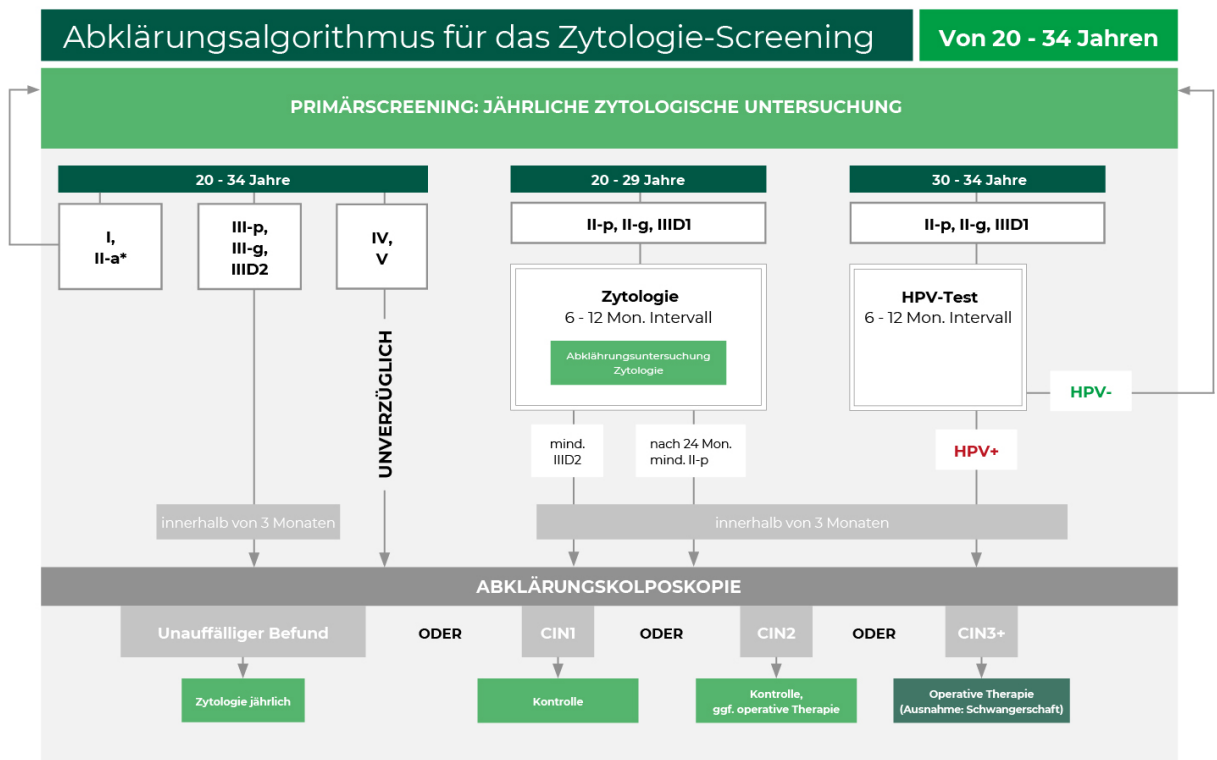 Abklärungsalgorithmus für das Zytologie-Screening
Von 20 - 34 Jahren
PRIMÄRSCREENING: JÄHRLICHE ZYTOLOGISCHE UNTERSUCHUNG
20 - 34 Jahre
I,
II-a*
III-p,
III-g,
IIID2
IV,
V
UNVERZÜGLICH
innerhalb von 3 Monaten
20 - 29 Jahre
II-p, II-g, IIID1
Zytologie
6 - 12 Mon. Intervall
Abklährungsuntersuchung
Zytologie
mind.
IIID2
nach 24 Mon.
mind. II-p
30 - 34 Jahre
II-p, II-g, IIID1
HPV-Test
6 - 12 Mon. Intervall
HPV-
HPV+
innerhalb von 3 Monaten
ABKLÄRUNGSKOLPOSKOPIE
Unauffälliger Befund
ODER
CIN1
ODER
CIN2
ODER
CIN3+
Zytologie jährlich
Kontrolle
Kontrolle,
ggf. operative Therapie
Operative Therapie
(Ausnahme: Schwangerschaft)